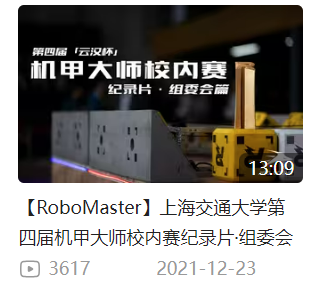 第四届「云汉杯」
机甲大师校内赛
纪录片·组委会篇
13:09
【RoboMaster】上海交通大学第
四届机甲大师校内赛纪录片·组委会
3617 2021-12-23